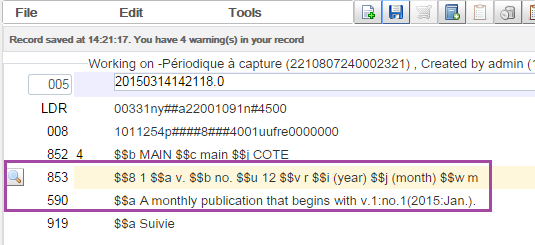 File Edit Tools
Record saved at 14:21:17. You have 4 warning(s) in your record
Working on -Périodique à capture (2210807240002321) , Created by admin (1
005 20150314142118.0
LDR 00331ny##a22001091n#4500
008 1011254p####8###4001uufre0000000
852 4 $$b MAIN $$c main $$j COTE
853 $$8 1 $$a v. $$b no. $$u 12 $$v r $$i (year) $$j (month) $$w m
590 $$a A monthly publication that begins with v.1:no.1(2015:Jan.).
919 $$a Suivie